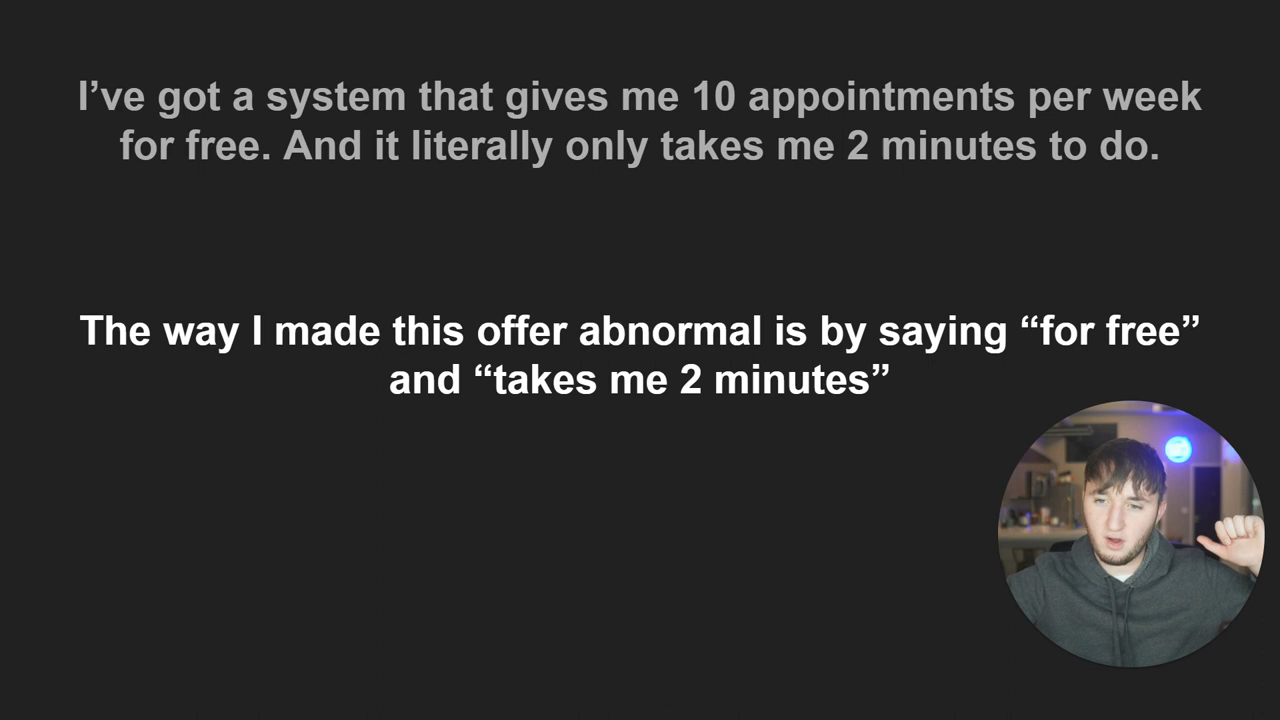 I’ve got a system that gives me 10 appointments per week
for free. And it literally only takes me 2 minutes to do.
The way I made this offer abnormal is by saying “for free”
and “takes me 2 minutes”